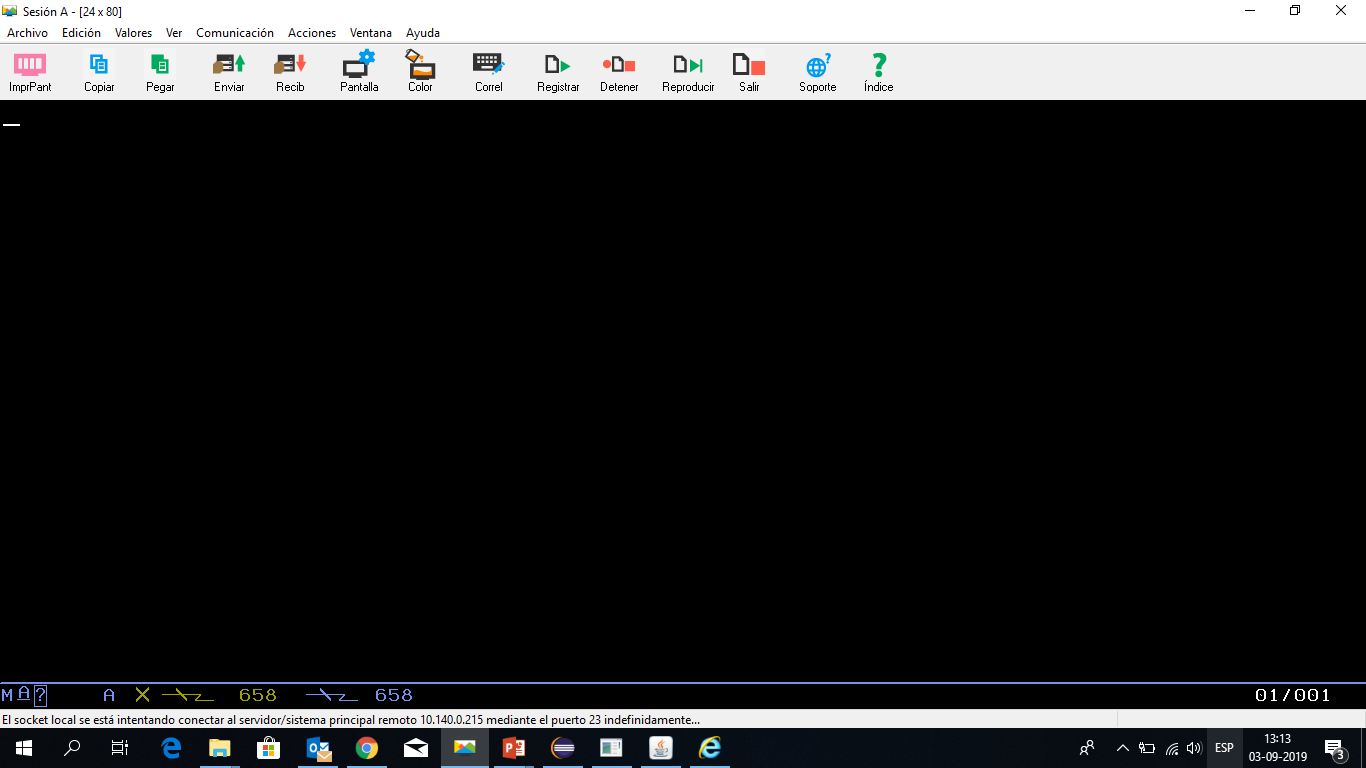 Sesión A - [24 x 80]
Archivo Edición Valores Ver Comunicación Acciones Ventana Ayuda
ImprPant Copiar Pegar Enviar Recib Pantalla Color Correl Registrar Detener Reproducir Salir Soporte Índice
M A ? A X 658 658 01/001
El socket local se está intentando conectar al servidor/sistema principal remoto 10.140.0.215 mediante el puerto 23 indefinidamente...
ESP 13:13
03-09-2019 3